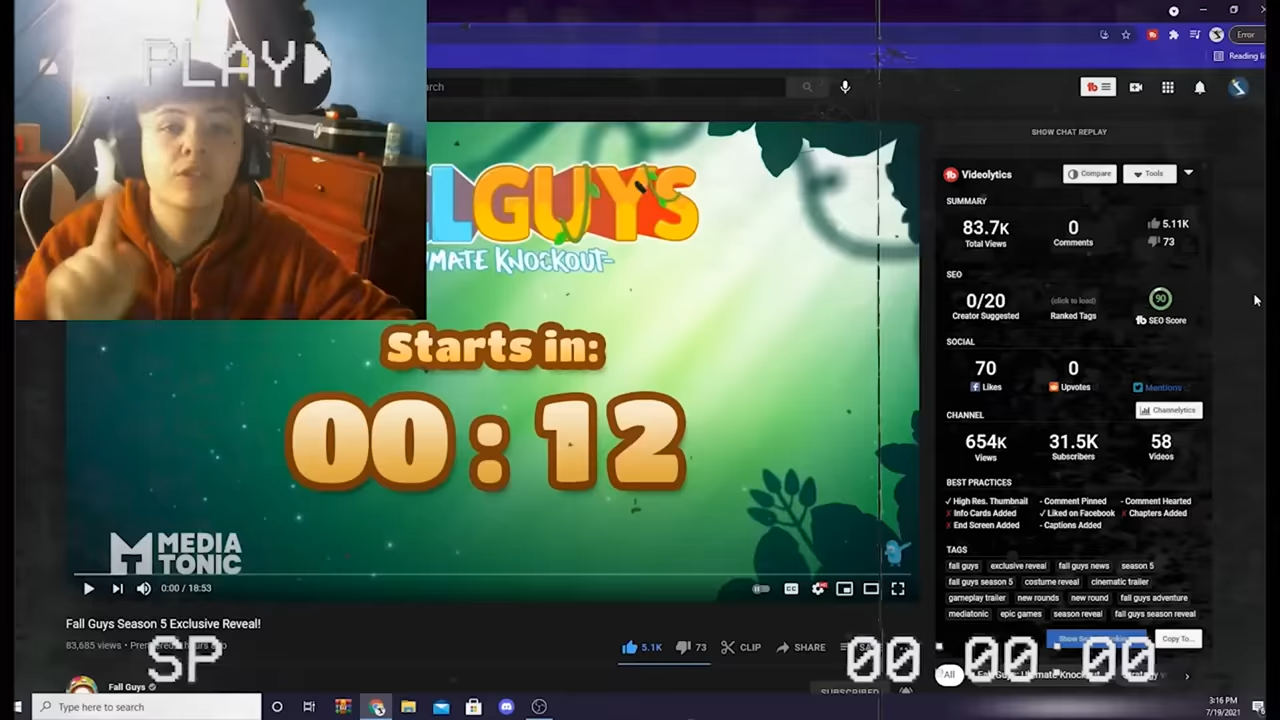 PLAY
Error
Reading li
rch
SHOW CHAT REPLAY
LGUYS
MATE KNOCKOUT
Starts in:
00:12
MEDIA
TONIC
0:00 / 18:53
Fall Guys Season 5 Exclusive Reveal!
83,685 views
5.1K
73
CLIP
SHARE
Fall Guys
SUBSCRIBED
SP
00:00:00
Videolytics
Compare
Tools
SUMMARY
83.7K
Total Views
0
Comments
5.11K
73
SEO
0/20
Creator Suggested
(click to load)
Ranked Tags
90
tb SEO Score
SOCIAL
70
Likes
0
Upvotes
Mentions
CHANNEL
Channelytics
654K
Views
31.5K
Subscribers
58
Videos
BEST PRACTICES
✓ High Res. Thumbnail - Comment Pinned - Comment Hearted
✗ Info Cards Added ✓ Liked on Facebook ✗ Chapters Added
✗ End Screen Added - Captions Added
TAGS
fall guys exclusive reveal fall guys news season 5
fall guys season 5 costume reveal cinematic trailer
gameplay trailer new rounds new round fall guys adventure
mediatonic epic games season reveal fall guys season reveal
Copy To...
All
Type here to search
3:16 PM
7/19/2021